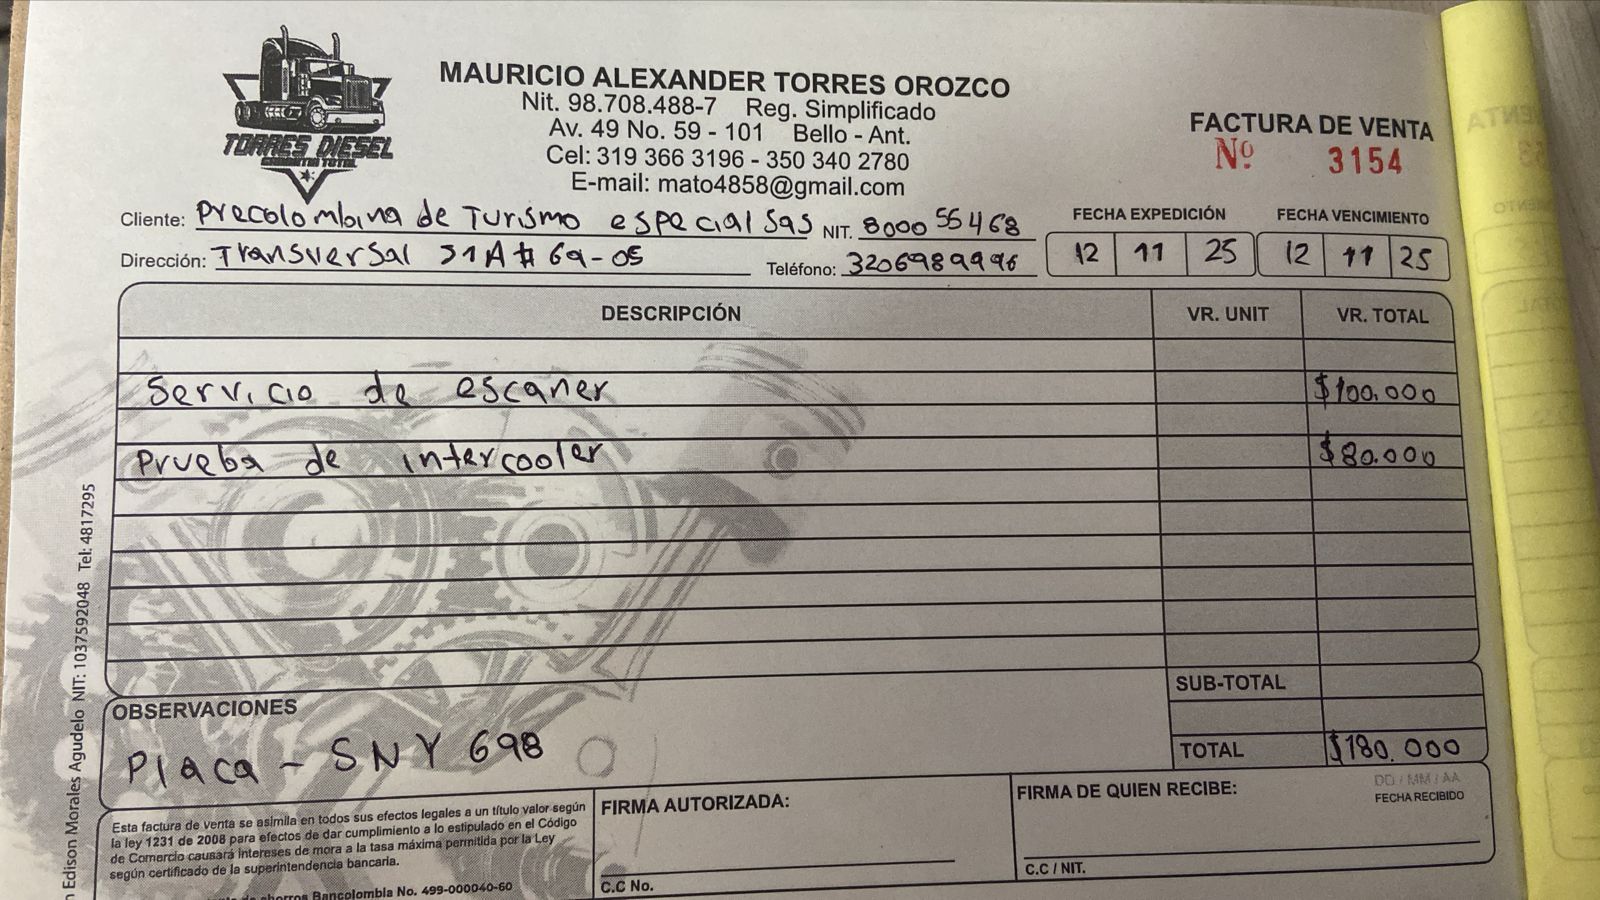 MAURICIO ALEXANDER TORRES OROZCO
Nit. 98.708.488-7 Reg. Simplificado
Av. 49 No. 59 - 101 Bello - Ant.
Cel: 319 366 3196 - 350 340 2780
E-mail: mato4858@gmail.com
TORRES DIESEL
GARANTIA TOTAL
FACTURA DE VENTA
Nº 3154
Cliente: Precolombina de Turismo especial sas NIT. 800055468
Dirección: Transversal 31A # 69-05 Teléfono: 3206989996
FECHA EXPEDICIÓN FECHA VENCIMIENTO
12 11 25 12 11 25
DESCRIPCIÓN VR. UNIT VR. TOTAL
Servicio de escaner $100.000
Prueba de intercooler $80.000
SUB-TOTAL
TOTAL $180.000
OBSERVACIONES
Placa - SNY 698
Esta factura de venta se asimila en todos sus efectos legales a un título valor según
la ley 1231 de 2008 para efectos de dar cumplimiento a lo estipulado en el Código
de Comercio causará intereses de mora a la tasa máxima permitida por la Ley
según certificado de la superintendencia bancaria.
ahorros Bancolombia No. 499-000040-60
FIRMA AUTORIZADA:
C.C No.
FIRMA DE QUIEN RECIBE:
DD / MM / AA
FECHA RECIBIDO
C.C / NIT.
Edison Morales Agudelo NIT: 1037592048 Tel: 4817295